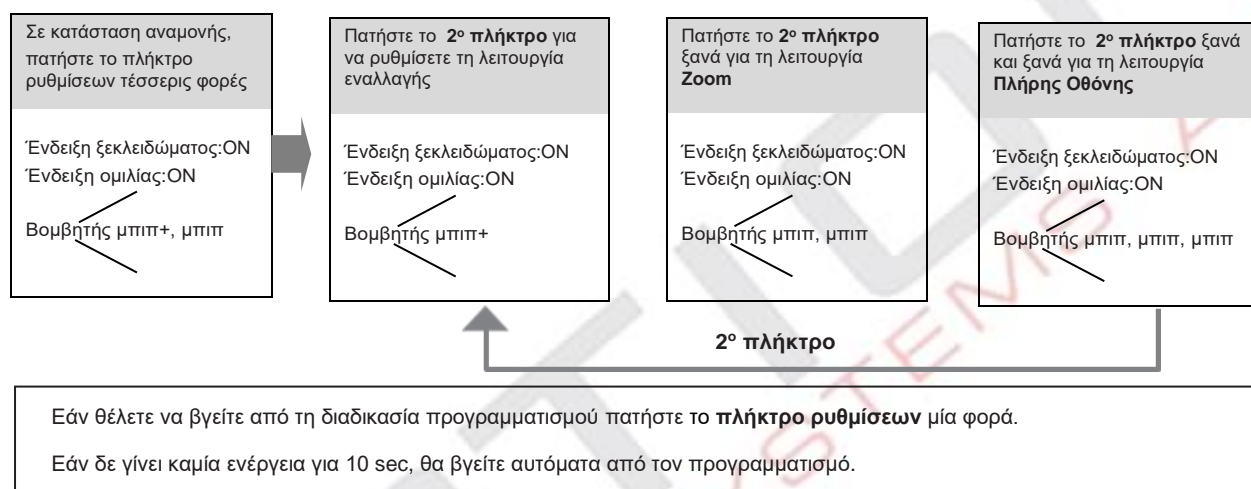 Σε κατάσταση αναμονής,
πατήστε το πλήκτρο
ρυθμίσεων τέσσερις φορές
Ένδειξη ξεκλειδώματος:ON
Ένδειξη ομιλίας:ON
Βομβητής μπιπ+, μπιπ
Πατήστε το 2ο πλήκτρο για
να ρυθμίσετε τη λειτουργία
εναλλαγής
Ένδειξη ξεκλειδώματος:ON
Ένδειξη ομιλίας:ON
Βομβητής μπιπ+
Πατήστε το 2ο πλήκτρο
ξανά για τη λειτουργία
Zoom
Ένδειξη ξεκλειδώματος:ON
Ένδειξη ομιλίας:ON
Βομβητής μπιπ, μπιπ
Πατήστε το 2ο πλήκτρο ξανά
και ξανά για τη λειτουργία
Πλήρης Οθόνης
Ένδειξη ξεκλειδώματος:ON
Ένδειξη ομιλίας:ON
Βομβητής μπιπ, μπιπ, μπιπ
2ο πλήκτρο
Εάν θέλετε να βγείτε από τη διαδικασία προγραμματισμού πατήστε το πλήκτρο ρυθμίσεων μία φορά.
Εάν δε γίνει καμία ενέργεια για 10 sec, θα βγείτε αυτόματα από τον προγραμματισμό.